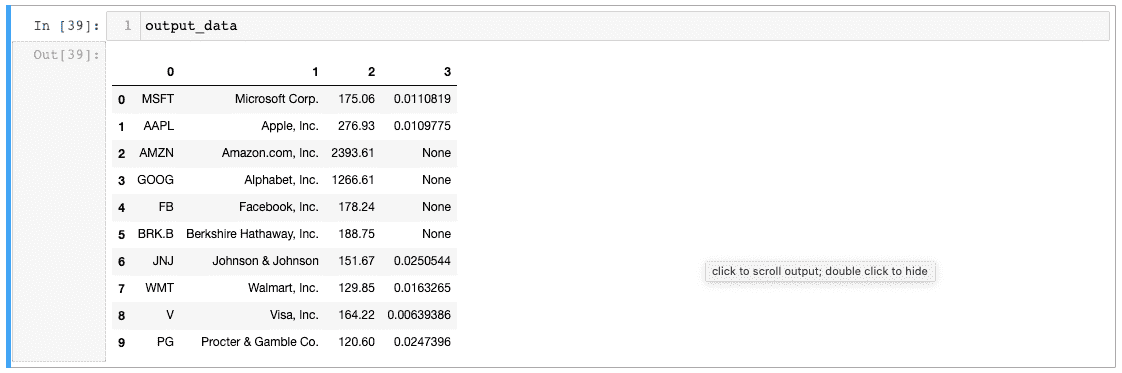 In [39]: 1 output_data
Out[39]:
0 1 2 3
0 MSFT Microsoft Corp. 175.06 0.0110819
1 AAPL Apple, Inc. 276.93 0.0109775
2 AMZN Amazon.com, Inc. 2393.61 None
3 GOOG Alphabet, Inc. 1266.61 None
4 FB Facebook, Inc. 178.24 None
5 BRK.B Berkshire Hathaway, Inc. 188.75 None
6 JNJ Johnson & Johnson 151.67 0.0250544
click to scroll output; double click to hide
7 WMT Walmart, Inc. 129.85 0.0163265
8 V Visa, Inc. 164.22 0.00639386
9 PG Procter & Gamble Co. 120.60 0.0247396